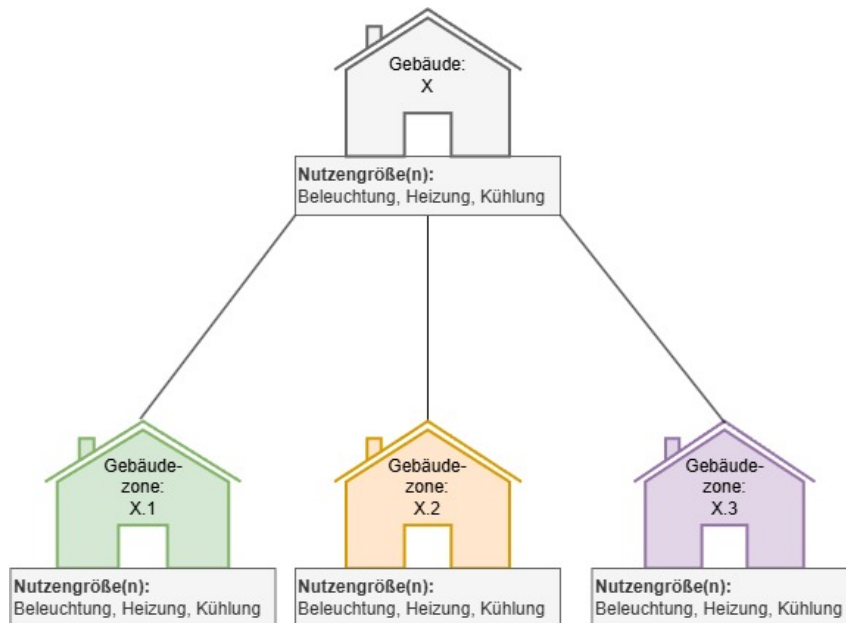 Gebäude:
X
Nutzengröße(n):
Beleuchtung, Heizung, Kühlung
Gebäude-
zone:
X.1
Nutzengröße(n):
Beleuchtung, Heizung, Kühlung
Gebäude-
zone:
X.2
Nutzengröße(n):
Beleuchtung, Heizung, Kühlung
Gebäude-
zone:
X.3
Nutzengröße(n):
Beleuchtung, Heizung, Kühlung